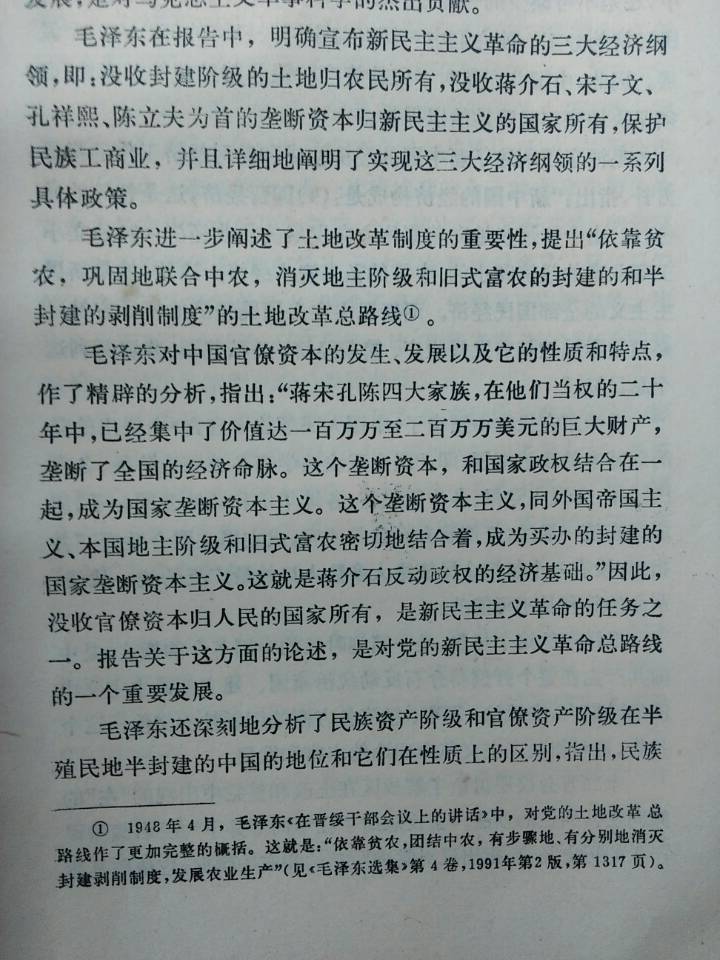 发展,是对马克思主义军事科学的杰出贡献。
毛泽东在报告中，明确宣布新民主主义革命的三大经济纲
领,即:没收封建阶级的土地归农民所有,没收蒋介石、宋子文、
孔祥熙、陈立夫为首的垄断资本归新民主主义的国家所有,保护
民族工商业，并且详细地阐明了实现这三大经济纲领的一系列
具体政策。
毛泽东进一步阐述了土地改革制度的重要性,提出“依靠贫
农，巩固地联合中农，消灭地主阶级和旧式富农的封建的和半
封建的剥削制度”的土地改革总路线①。
毛泽东对中国官僚资本的发生、发展以及它的性质和特点，
作了精辟的分析,指出:“蒋宋孔陈四大家族,在他们当权的二十
年中,已经集中了价值达一百万万至二百万万美元的巨大财产，
垄断了全国的经济命脉。这个垄断资本，和国家政权结合在一
起,成为国家垄断资本主义。这个垄断资本主义,同外国帝国主
义、本国地主阶级和旧式富农密切地结合着,成为买办的封建的
国家垄断资本主义。这就是蒋介石反动政权的经济基础。”因此，
没收官僚资本归人民的国家所有，是新民主主义革命的任务之
一。报告关于这方面的论述，是对党的新民主主义革命总路线
的一个重要发展。
毛泽东还深刻地分析了民族资产阶级和官僚资产阶级在半
殖民地半封建的中国的地位和它们在性质上的区别,指出,民族
① 1948年4月，毛泽东《在晋绥干部会议上的讲话》中，对党的土地改革总
路线作了更加完整的概括。这就是:“依靠贫农,团结中农,有步骤地、有分别地消灭
封建剥削制度,发展农业生产”(见《毛泽东选集》第4卷,1991年第2版,第1317页)。